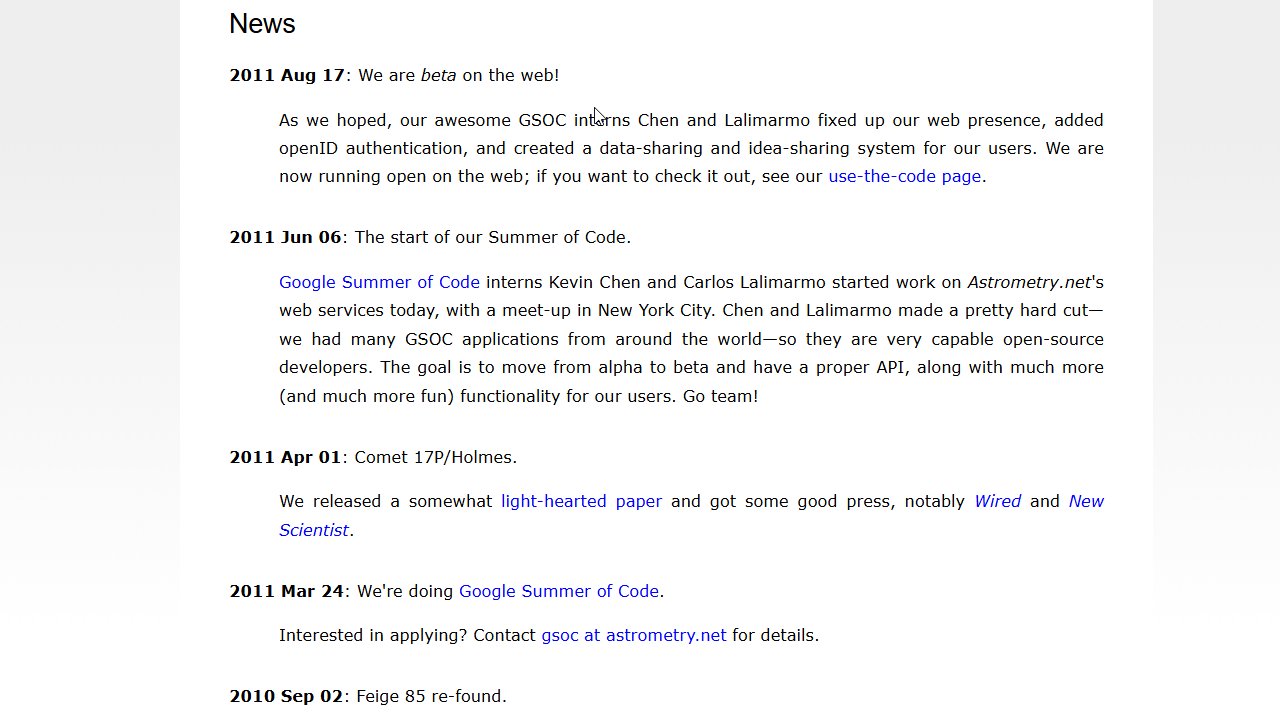 News
2011 Aug 17: We are beta on the web!
As we hoped, our awesome GSOC interns Chen and Lalimarmo fixed up our web presence, added
openID authentication, and created a data-sharing and idea-sharing system for our users. We are
now running open on the web; if you want to check it out, see our use-the-code page.
2011 Jun 06: The start of our Summer of Code.
Google Summer of Code interns Kevin Chen and Carlos Lalimarmo started work on Astrometry.net's
web services today, with a meet-up in New York City. Chen and Lalimarmo made a pretty hard cut—
we had many GSOC applications from around the world—so they are very capable open-source
developers. The goal is to move from alpha to beta and have a proper API, along with much more
(and much more fun) functionality for our users. Go team!
2011 Apr 01: Comet 17P/Holmes.
We released a somewhat light-hearted paper and got some good press, notably Wired and New
Scientist.
2011 Mar 24: We're doing Google Summer of Code.
Interested in applying? Contact gsoc at astrometry.net for details.
2010 Sep 02: Feige 85 re-found.